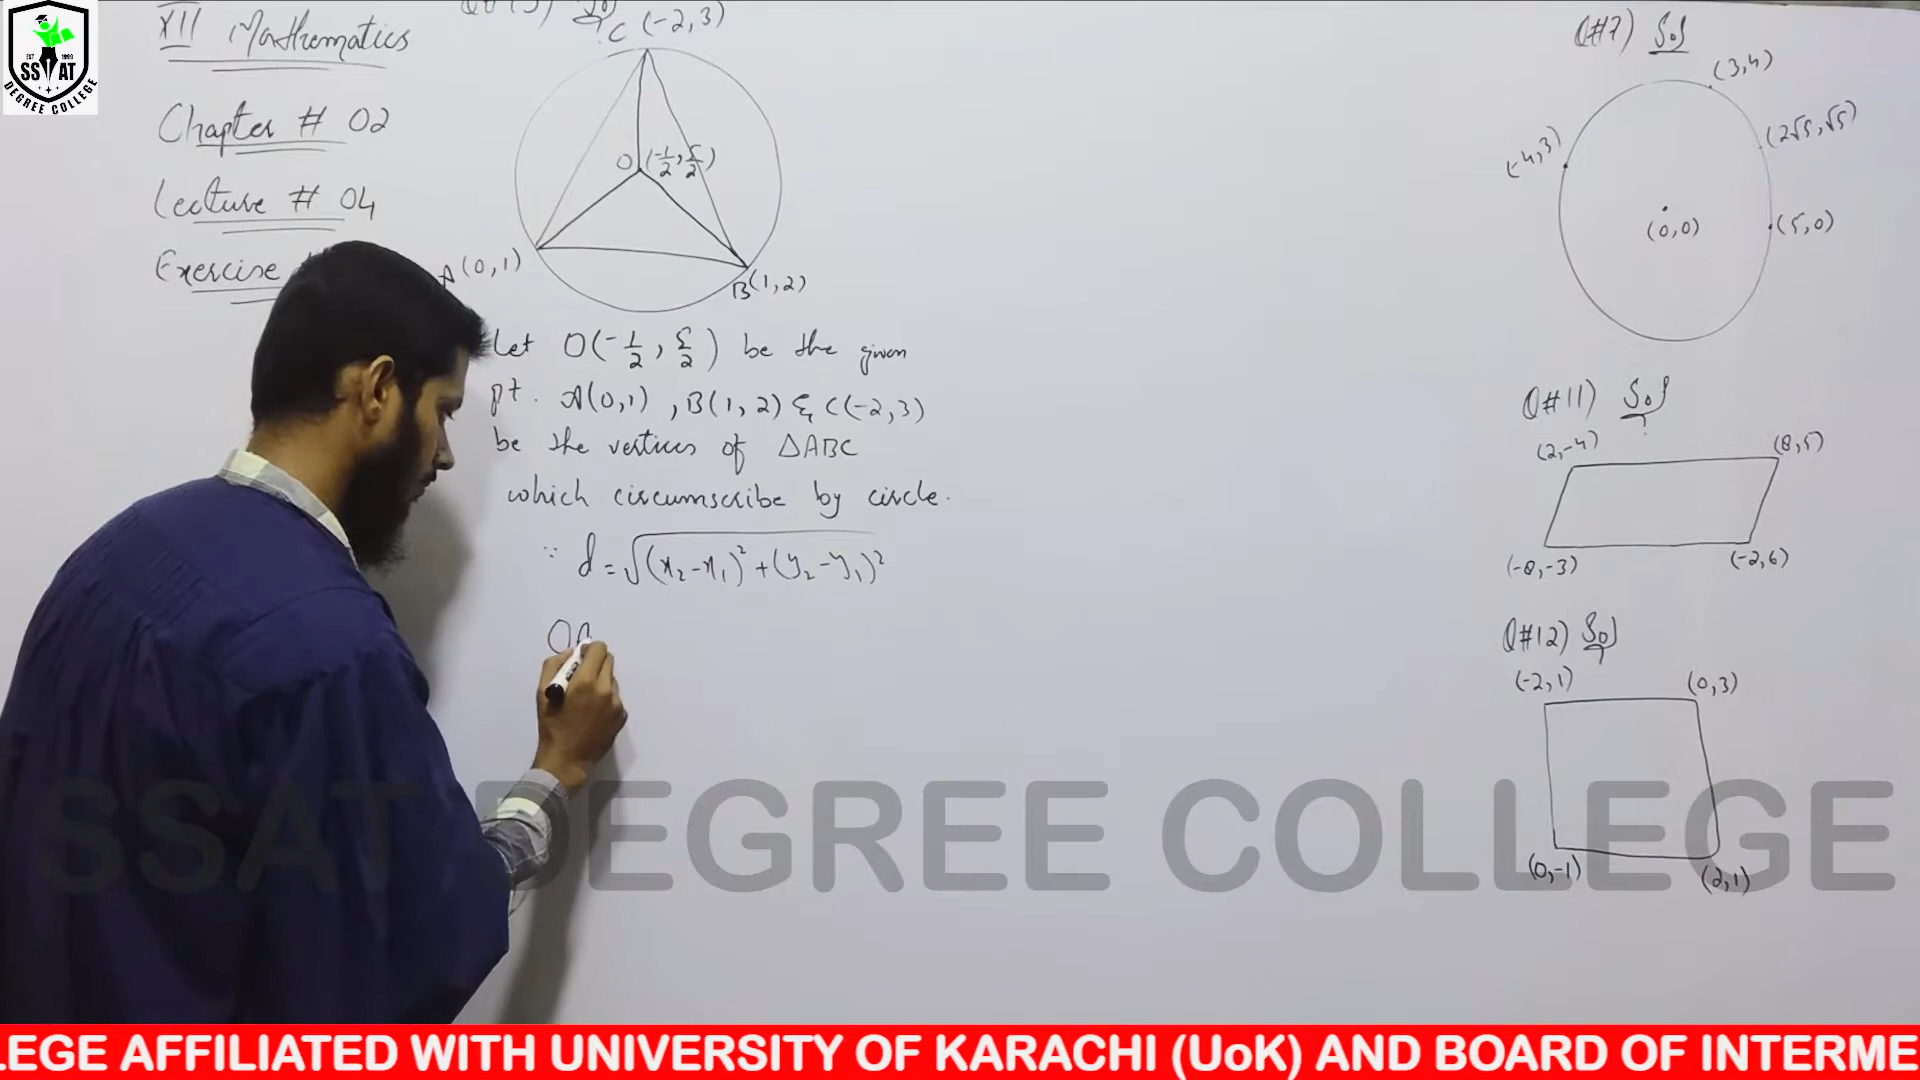 EST 1999
SSAT
DEGREE COLLEGE
XII Mathematics
Chapter # 02
Lecture # 04
Exercise
Sol
C (-2,3)
O (-1/2, 5/2)
A (0,1)
B (1,2)
Let O(-1/2, 5/2) be the given
pt. A(0,1), B(1,2) & C(-2,3)
be the vertices of △ABC
which circumscribe by circle.
∵ d = √((x₂-x₁)² + (y₂-y₁)²)
Q#7) Sol
(3,4)
(2√5, √5)
(-4,3)
(0,0)
(5,0)
Q#11) Sol
(2,-4)
(8,5)
(-8,-3)
(-2,6)
Q#12) Sol
(-2,1)
(0,3)
(0,-1)
(2,1)
SSAT DEGREE COLLEGE
LEGE AFFILIATED WITH UNIVERSITY OF KARACHI (UoK) AND BOARD OF INTERME